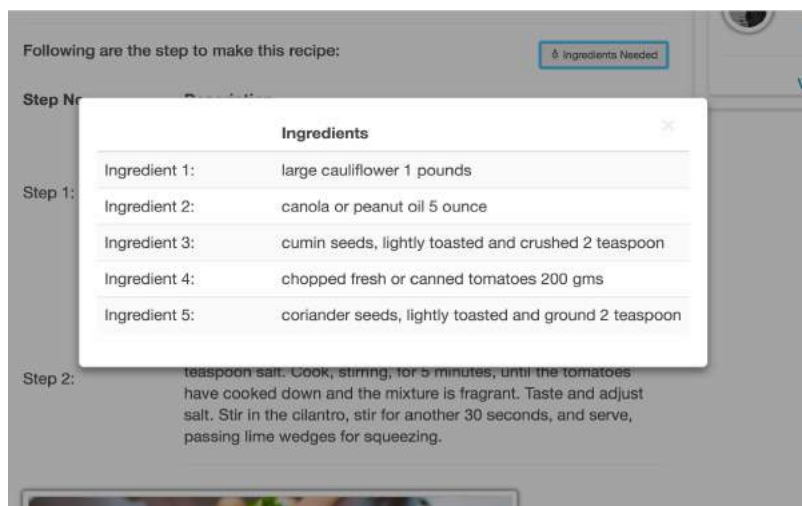 Following are the step to make this recipe:
Ingredients Needed
Step No
Ingredients
×
Ingredient 1: large cauliflower 1 pounds
Step 1:
Ingredient 2: canola or peanut oil 5 ounce
Ingredient 3: cumin seeds, lightly toasted and crushed 2 teaspoon
Ingredient 4: chopped fresh or canned tomatoes 200 gms
Ingredient 5: coriander seeds, lightly toasted and ground 2 teaspoon
Step 2:
teaspoon salt. Cook, stirring, for 5 minutes, until the tomatoes
have cooked down and the mixture is fragrant. Taste and adjust
salt. Stir in the cilantro, stir for another 30 seconds, and serve,
passing lime wedges for squeezing.